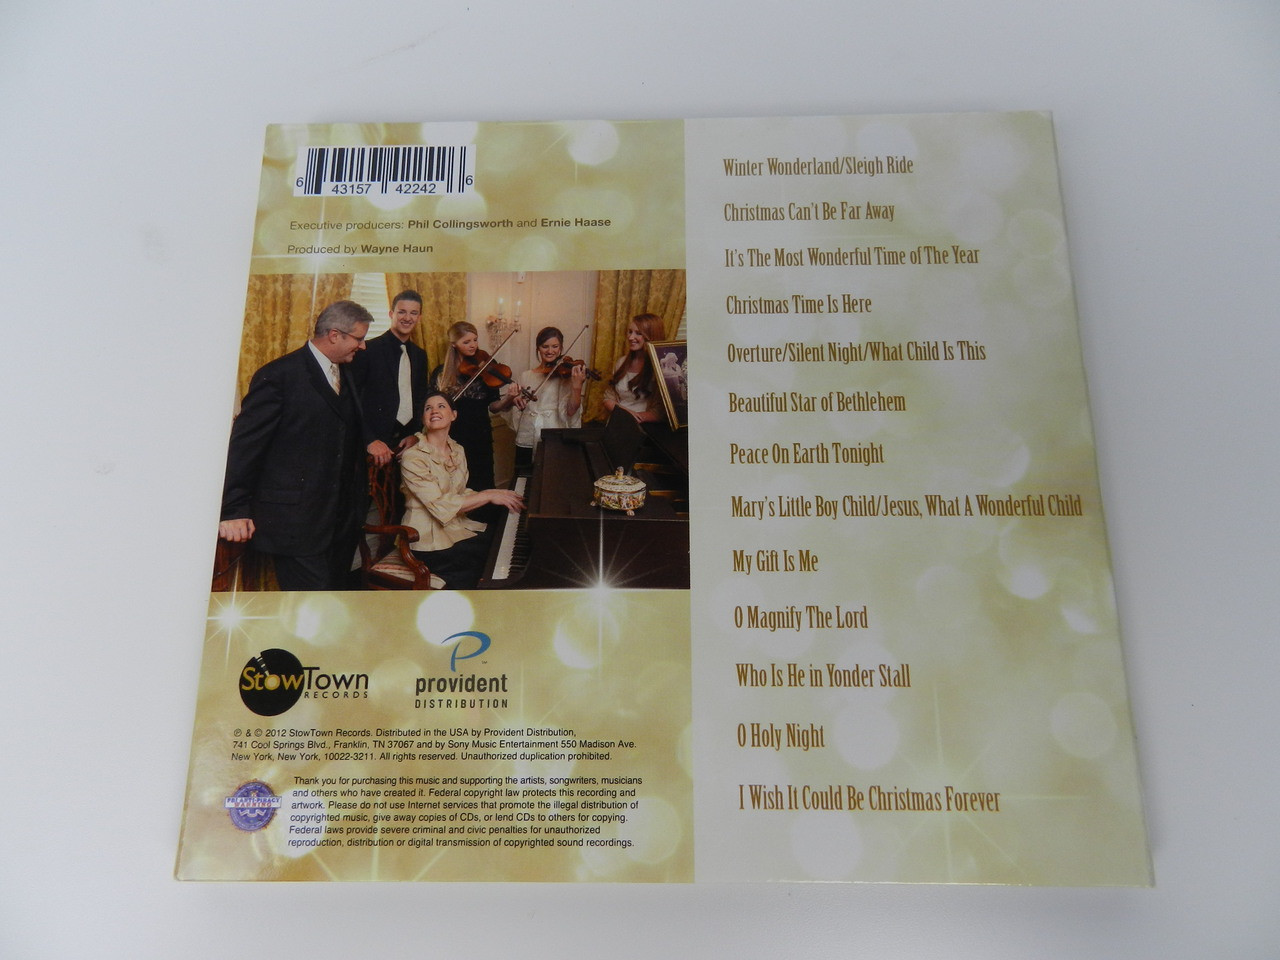 6 43157 42242 6
Executive producers: Phil Collingsworth and Ernie Haase
Produced by Wayne Haun
StowTown
RECORDS
provident
DISTRIBUTION
℗ & © 2012 StowTown Records. Distributed in the USA by Provident Distribution,
741 Cool Springs Blvd., Franklin, TN 37067 and by Sony Music Entertainment 550 Madison Ave.
New York, New York, 10022-3211. All rights reserved. Unauthorized duplication prohibited.
FBI ANTI-PIRACY
WARNING
Thank you for purchasing this music and supporting the artists, songwriters, musicians
and others who have created it. Federal copyright law protects this recording and
artwork. Please do not use Internet services that promote the illegal distribution of
copyrighted music, give away copies of CDs, or lend CDs to others for copying.
Federal laws provide severe criminal and civic penalties for unauthorized
reproduction, distribution or digital transmission of copyrighted sound recordings.
Winter Wonderland/Sleigh Ride
Christmas Can't Be Far Away
It's The Most Wonderful Time of The Year
Christmas Time Is Here
Overture/Silent Night/What Child Is This
Beautiful Star of Bethlehem
Peace On Earth Tonight
Mary's Little Boy Child/Jesus, What A Wonderful Child
My Gift Is Me
O Magnify The Lord
Who Is He in Yonder Stall
O Holy Night
I Wish It Could Be Christmas Forever